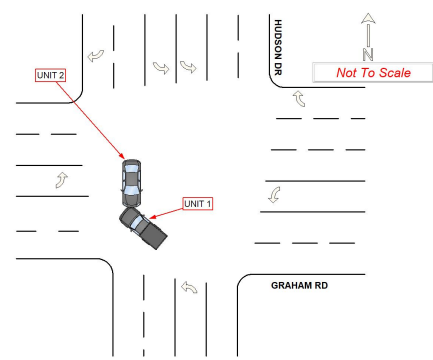 HUDSON DR
UNIT 2
N
Not To Scale
UNIT 1
GRAHAM RD